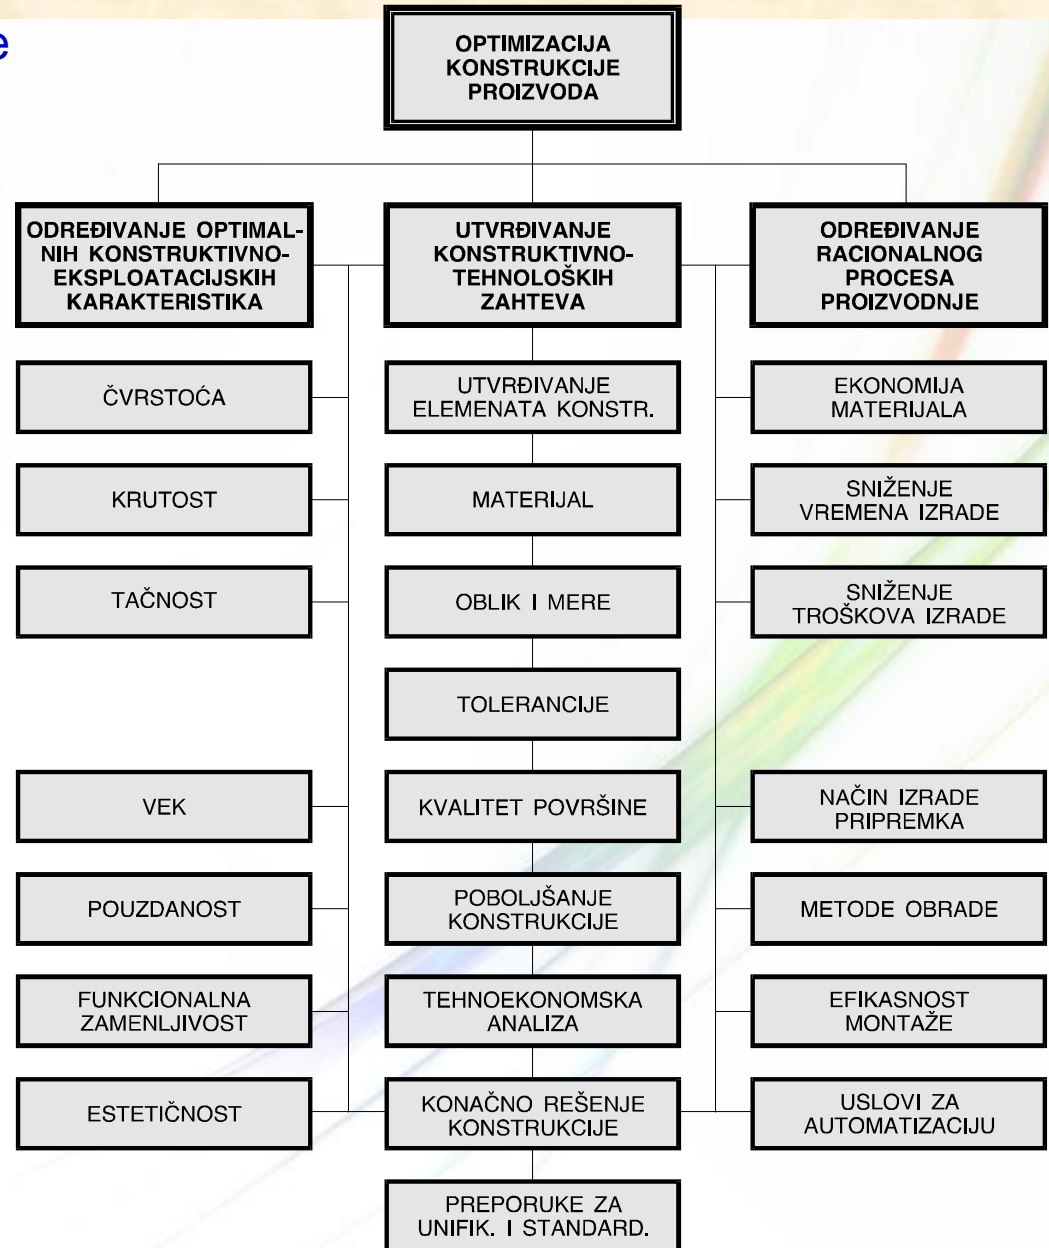 e
OPTIMIZACIJA
KONSTRUKCIJE
PROIZVODA
ODREĐIVANJE OPTIMAL-
NIH KONSTRUKTIVNO-
EKSPLOATACIJSKIH
KARAKTERISTIKA
UTVRĐIVANJE
KONSTRUKTIVNO-
TEHNOLOŠKIH
ZAHTEVA
ODREĐIVANJE
RACIONALNOG
PROCESA
PROIZVODNJE
ČVRSTOĆA
UTVRĐIVANJE
ELEMENATA KONSTR.
EKONOMIJA
MATERIJALA
KRUTOST
MATERIJAL
SNIŽENJE
VREMENA IZRADE
TAČNOST
OBLIK I MERE
SNIŽENJE
TROŠKOVA IZRADE
TOLERANCIJE
VEK
KVALITET POVRŠINE
NAČIN IZRADE
PRIPREMKA
POUZDANOST
POBOLJŠANJE
KONSTRUKCIJE
METODE OBRADE
FUNKCIONALNA
ZAMENLJIVOST
TEHNOEKONOMSKA
ANALIZA
EFIKASNOST
MONTAŽE
ESTETIČNOST
KONAČNO REŠENJE
KONSTRUKCIJE
USLOVI ZA
AUTOMATIZACIJU
PREPORUKE ZA
UNIFIK. I STANDARD.